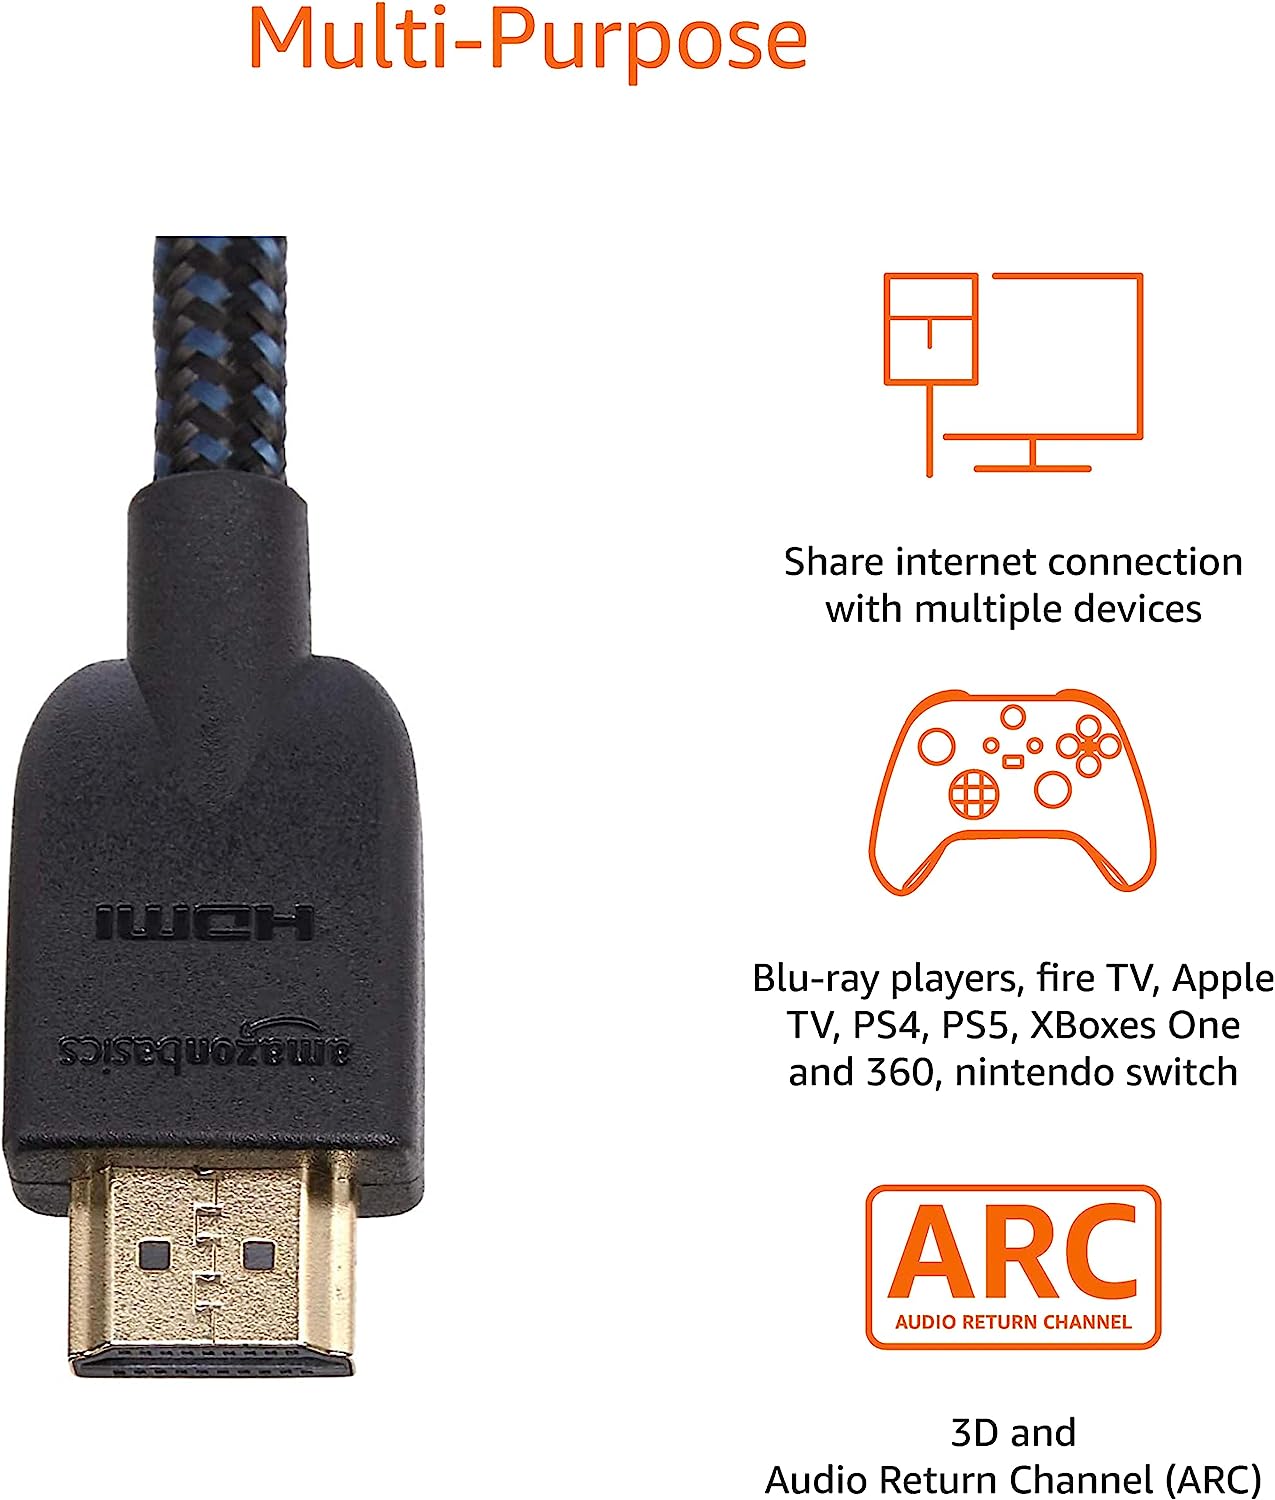 Multi-Purpose
HDMI
amazonbasics
Share internet connection
with multiple devices
Blu-ray players, fire TV, Apple
TV, PS4, PS5, XBoxes One
and 360, nintendo switch
ARC
AUDIO RETURN CHANNEL
3D and
Audio Return Channel (ARC)